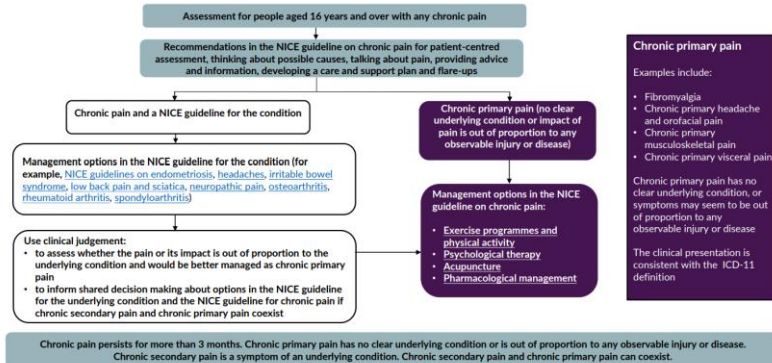 Assessment for people aged 16 years and over with any chronic pain
Recommendations in the NICE guideline on chronic pain for patient-centred
assessment, thinking about possible causes, talking about pain, providing advice
and information, developing a care and support plan and flare-ups
Chronic pain and a NICE guideline for the condition
Management options in the NICE guideline for the condition (for
example, NICE guidelines on endometriosis, headaches, irritable bowel
syndrome, low back pain and sciatica, neuropathic pain, osteoarthritis,
rheumatoid arthritis, spondyloarthritis)
Use clinical judgement:
• to assess whether the pain or its impact is out of proportion to the
underlying condition and would be better managed as chronic primary
pain
• to inform shared decision making about options in the NICE guideline
for the underlying condition and the NICE guideline for chronic pain if
chronic secondary pain and chronic primary pain coexist
Chronic primary pain (no clear
underlying condition or impact of
pain is out of proportion to any
observable injury or disease)
Management options in the NICE
guideline on chronic pain:
• Exercise programmes and
physical activity
• Psychological therapy
• Acupuncture
• Pharmacological management
Chronic primary pain
Examples include:
• Fibromyalgia
• Chronic primary headache
and orofacial pain
• Chronic primary
musculoskeletal pain
• Chronic primary visceral pain
Chronic primary pain has no
clear underlying condition, or
symptoms may seem to be out
of proportion to any
observable injury or disease
The clinical presentation is
consistent with the ICD-11
definition
Chronic pain persists for more than 3 months. Chronic primary pain has no clear underlying condition or is out of proportion to any observable injury or disease.
Chronic secondary pain is a symptom of an underlying condition. Chronic secondary pain and chronic primary pain can coexist.